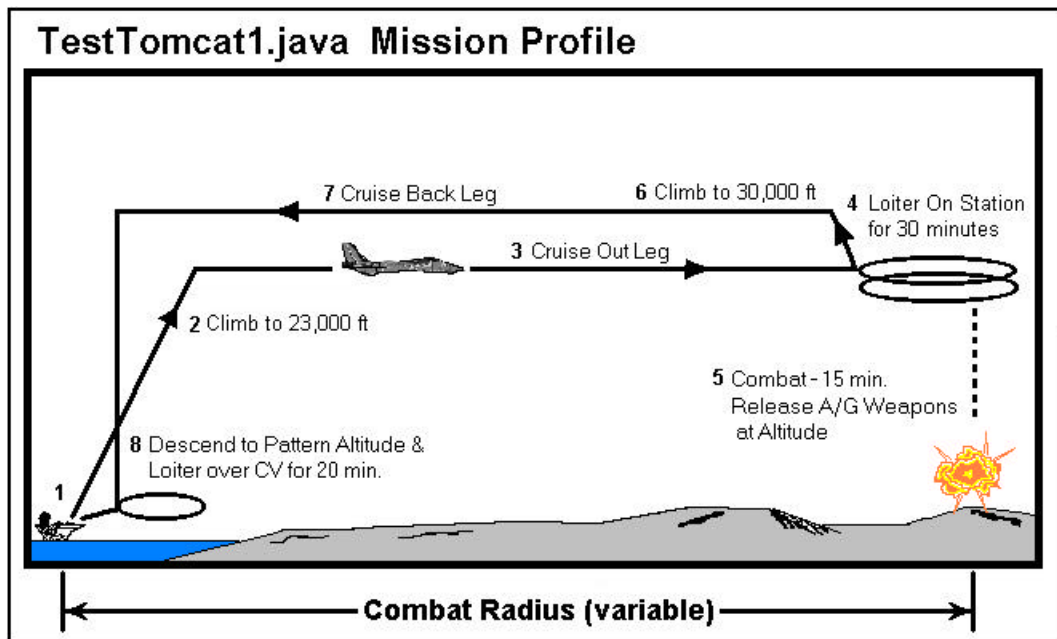 TestTomcat1.java Mission Profile
7 Cruise Back Leg
6 Climb to 30,000 ft
4 Loiter On Station
for 30 minutes
3 Cruise Out Leg
2 Climb to 23,000 ft
5 Combat - 15 min.
Release A/G Weapons
at Altitude
8 Descend to Pattern Altitude &
Loiter over CV for 20 min.
1
Combat Radius (variable)